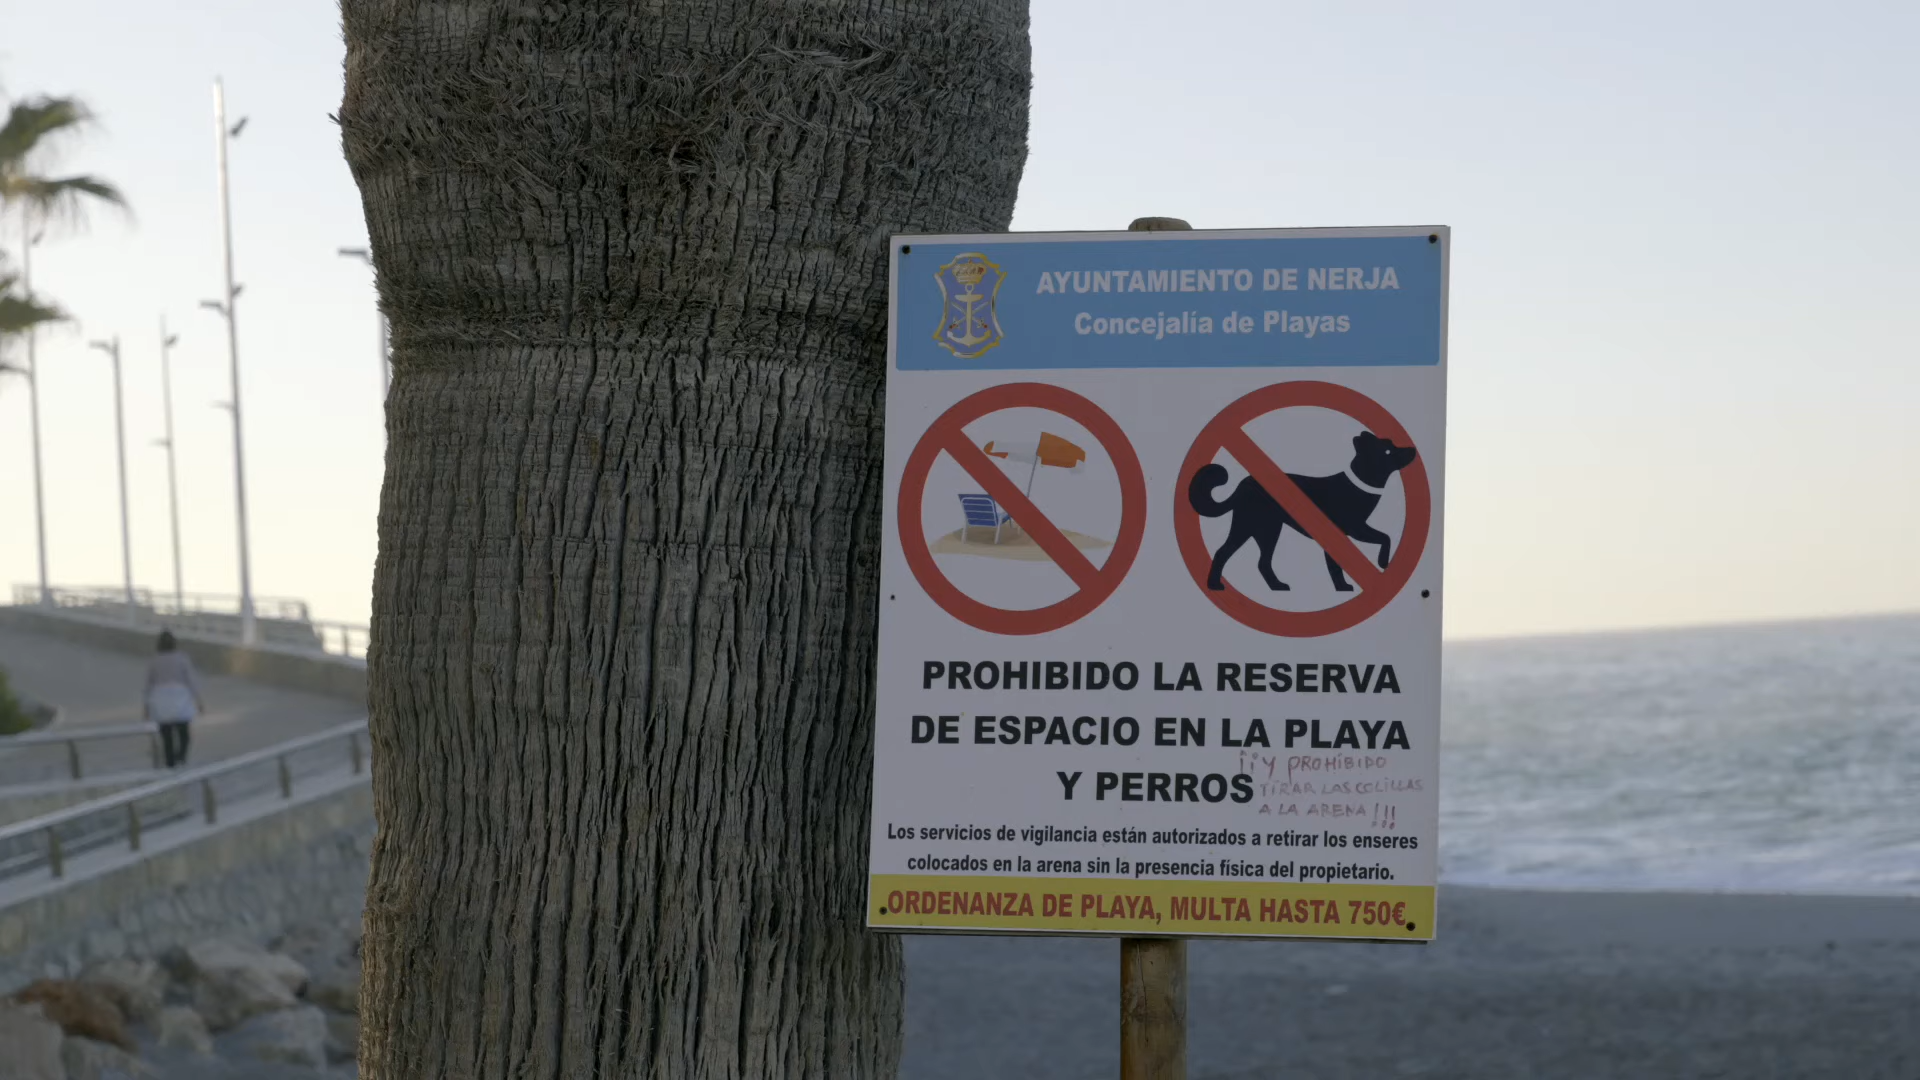 AYUNTAMIENTO DE NERJA
Concejalía de Playas
PROHIBIDO LA RESERVA
DE ESPACIO EN LA PLAYA
Y PERROS
¡¡Y PROHIBIDO
TIRAR LAS COLILLAS
A LA ARENA!!!
Los servicios de vigilancia están autorizados a retirar los enseres
colocados en la arena sin la presencia física del propietario.
ORDENANZA DE PLAYA, MULTA HASTA 750€.